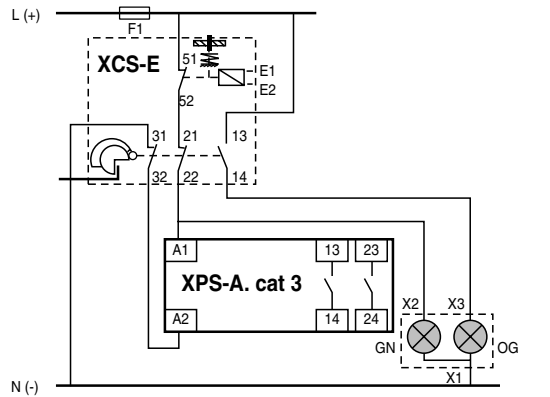 L (+)
F1
XCS-E
51
E1
E2
52
31
21
13
32
22
14
A1
13
23
XPS-A. cat 3
A2
14
24
X2
X3
GN
OG
X1
N (-)